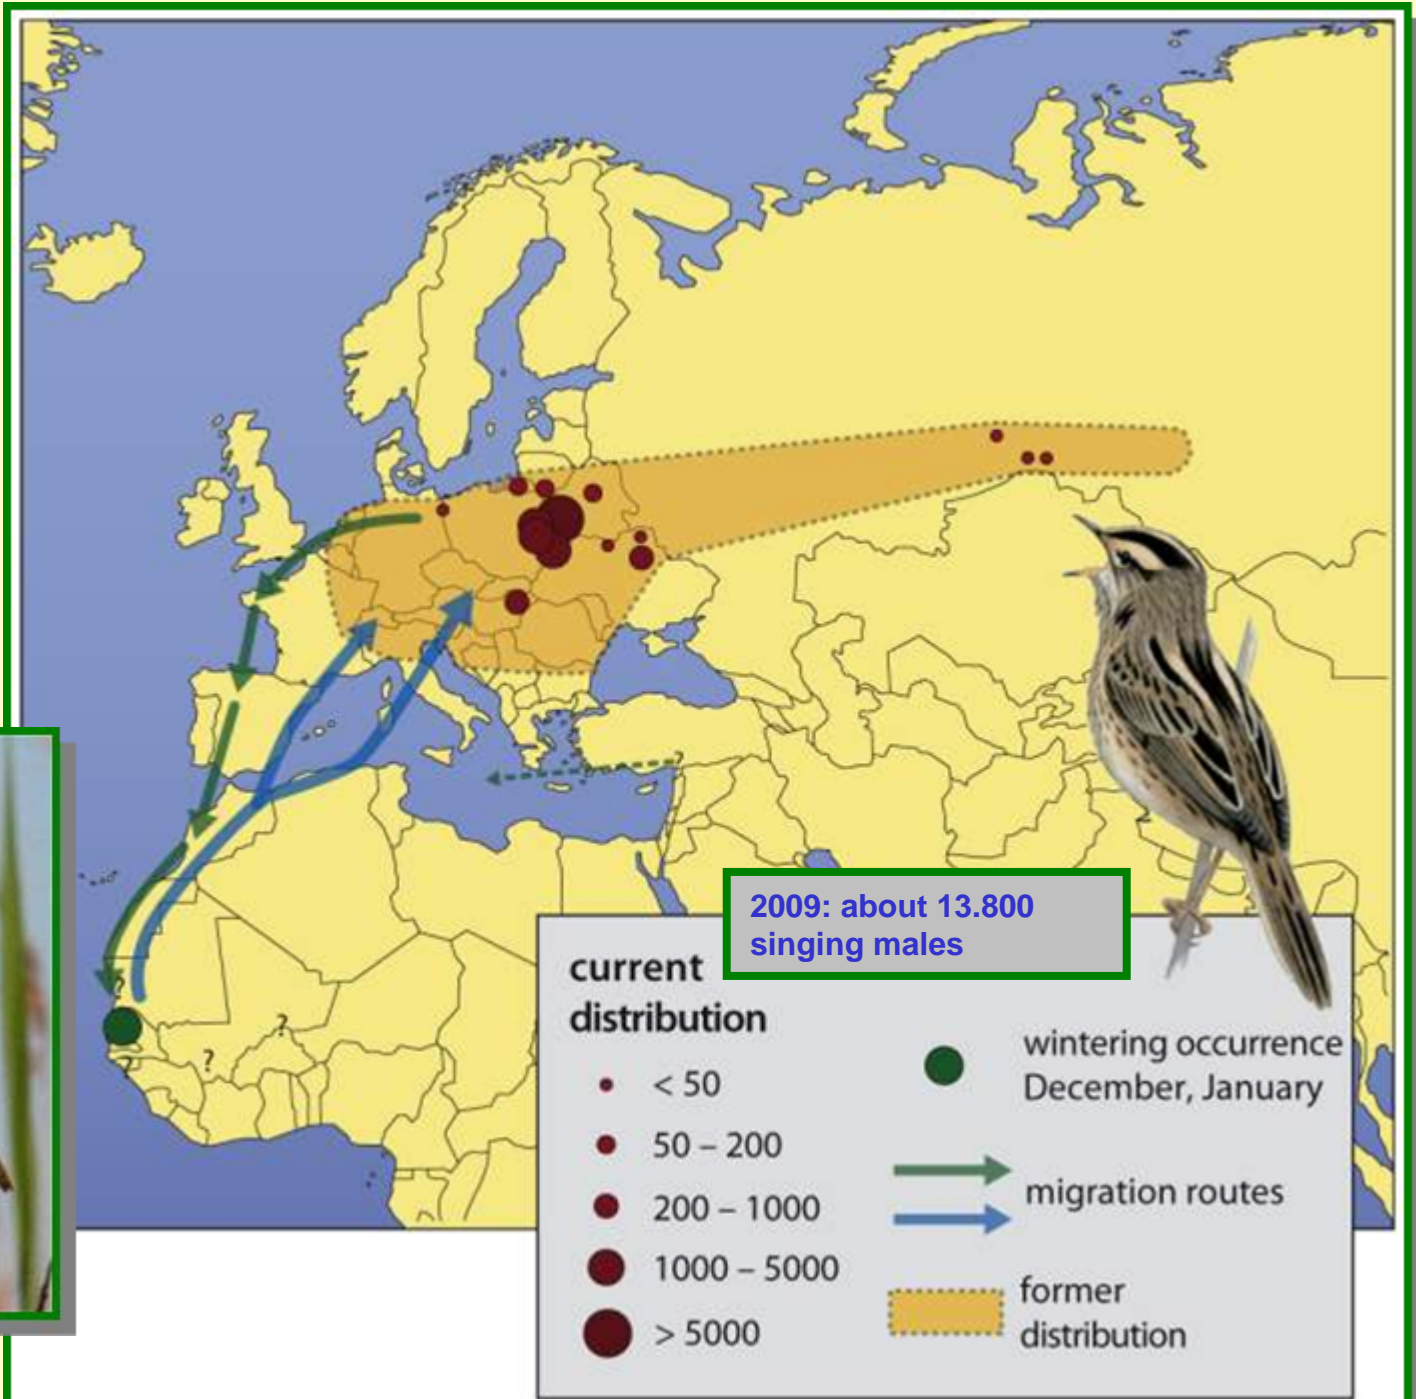 ?
?
?
?
?
2009: about 13.800
singing males
current
distribution
< 50
50 – 200
200 – 1000
1000 – 5000
> 5000
wintering occurrence
December, January
migration routes
former
distribution